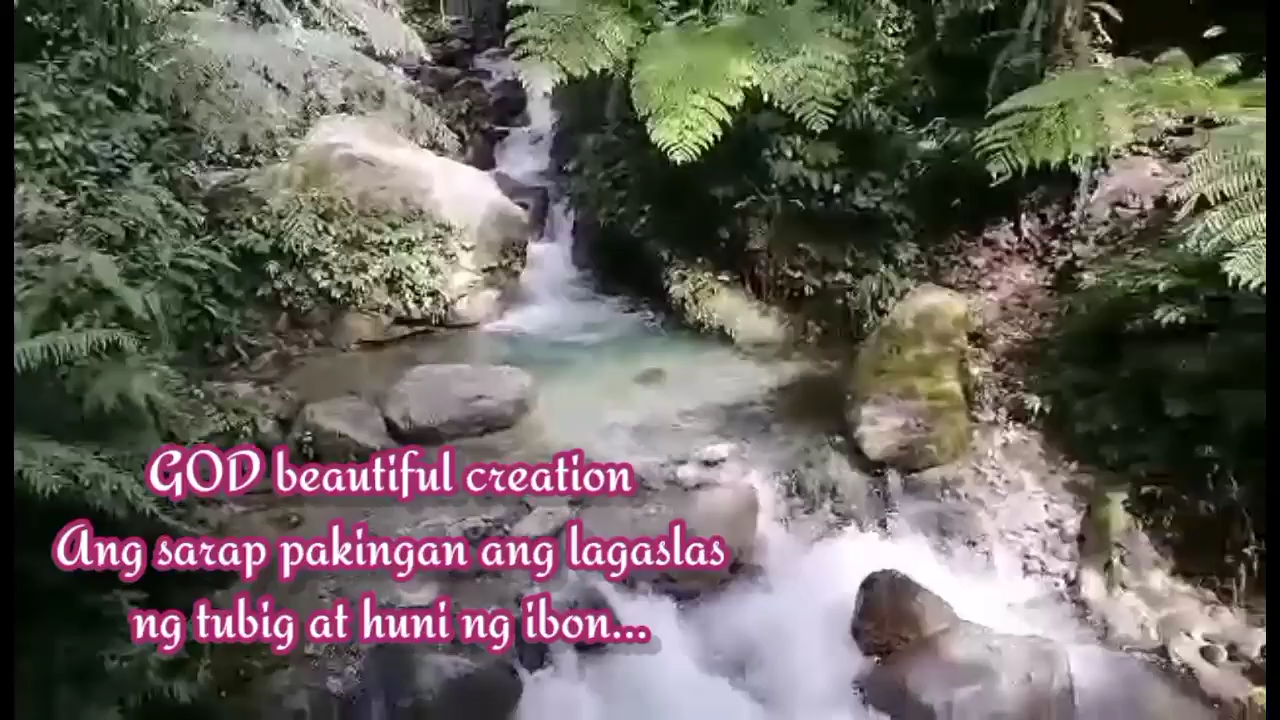 GOD beautiful creation
Ang sarap pakingan ang lagaslas
ng tubig at huni ng ibon...